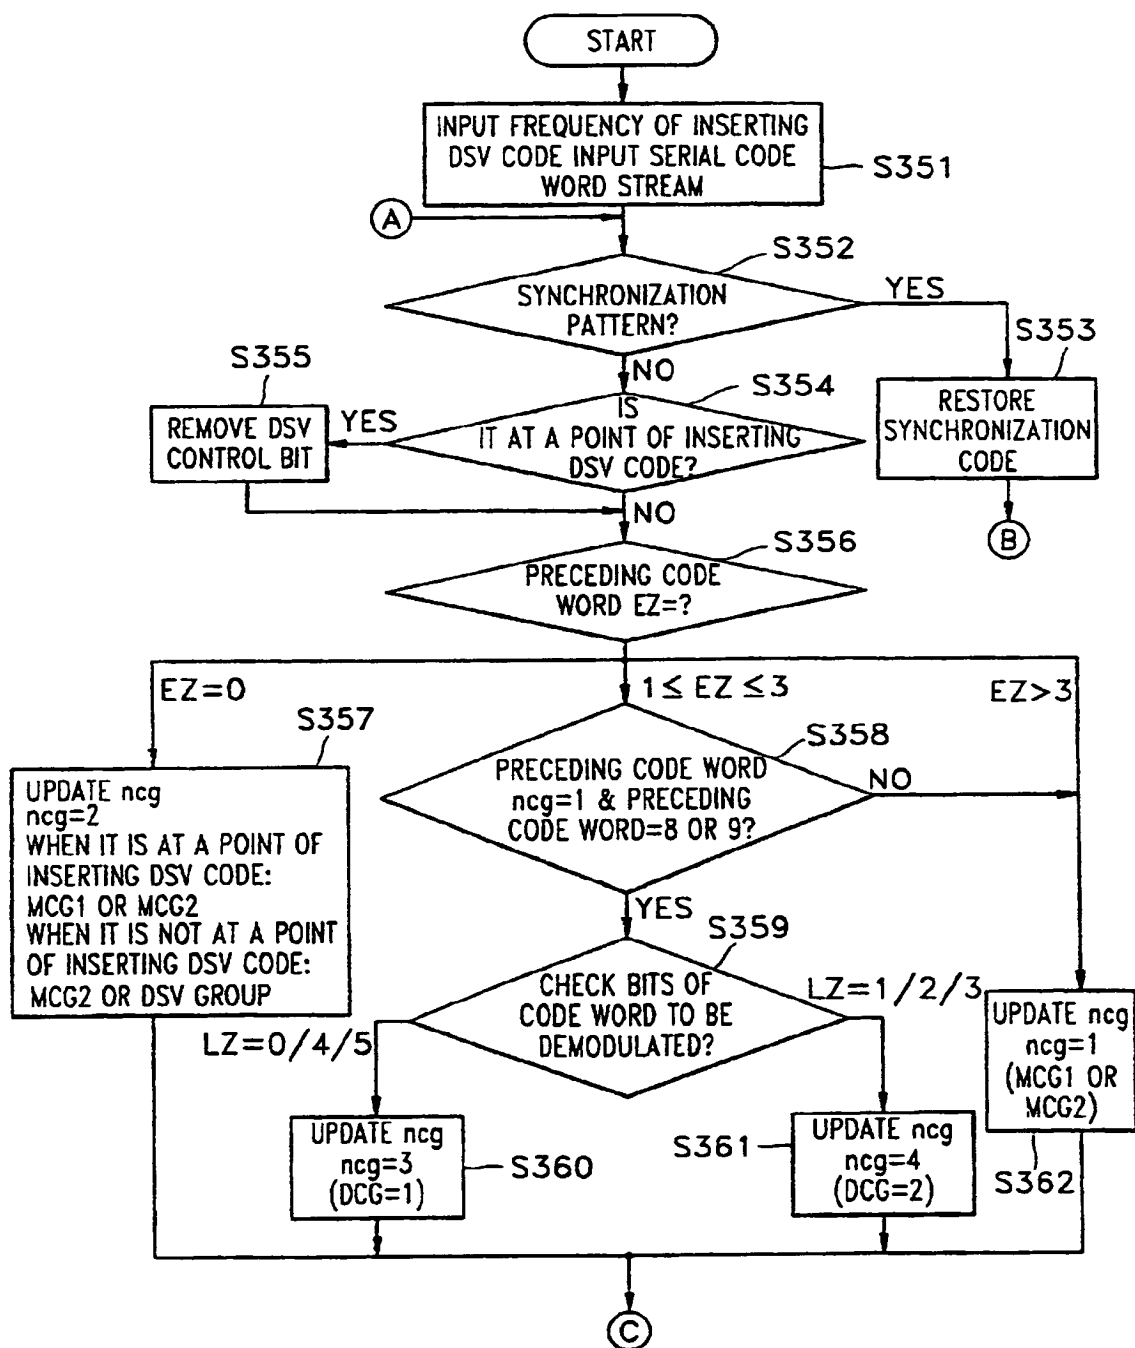 START
INPUT FREQUENCY OF INSERTING
DSV CODE INPUT SERIAL CODE
WORD STREAM
S351
A
S352
SYNCHRONIZATION
PATTERN?
YES
S353
NO
RESTORE
SYNCHRONIZATION
CODE
B
S355
S354
REMOVE DSV
CONTROL BIT
YES
IS
IT AT A POINT OF INSERTING
DSV CODE?
NO
S356
PRECEDING CODE
WORD EZ=?
EZ=0
1 ≤ EZ ≤ 3
EZ>3
S357
UPDATE ncg
ncg=2
WHEN IT IS AT A POINT OF
INSERTING DSV CODE:
MCG1 OR MCG2
WHEN IT IS NOT AT A POINT
OF INSERTING DSV CODE:
MCG2 OR DSV GROUP
S358
PRECEDING CODE WORD
ncg=1 & PRECEDING
CODE WORD=8 OR 9?
NO
YES
S359
CHECK BITS OF
CODE WORD TO BE
DEMODULATED?
LZ=0/4/5
LZ=1/2/3
UPDATE ncg
ncg=3
(DCG=1)
S360
S361
UPDATE ncg
ncg=4
(DCG=2)
UPDATE ncg
ncg=1
(MCG1 OR
MCG2)
S362
C